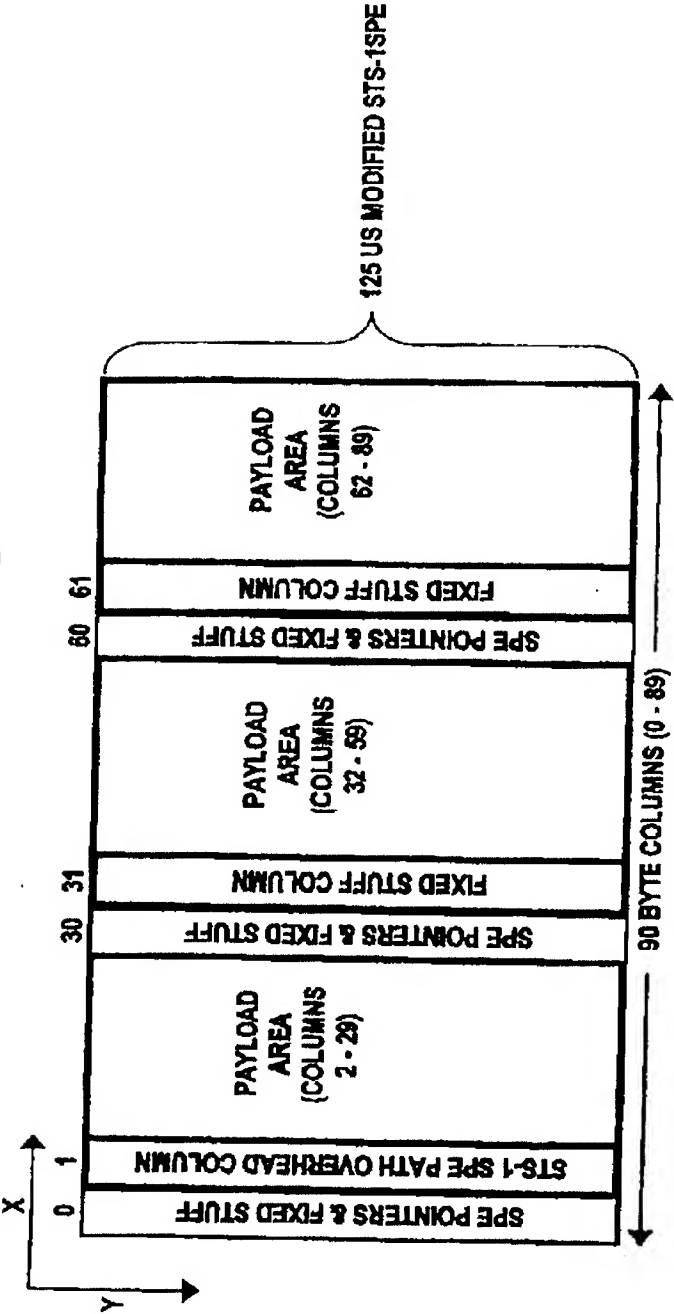 X
Y
0
1
30
31
60
61
SPE POINTERS & FIXED STUFF
STS-1 SPE PATH OVERHEAD COLUMN
PAYLOAD
AREA
(COLUMNS
2 - 29)
SPE POINTERS & FIXED STUFF
FIXED STUFF COLUMN
PAYLOAD
AREA
(COLUMNS
32 - 59)
SPE POINTERS & FIXED STUFF
FIXED STUFF COLUMN
PAYLOAD
AREA
(COLUMNS
62 - 89)
90 BYTE COLUMNS (0 - 89)
125 US MODIFIED STS-1SPE